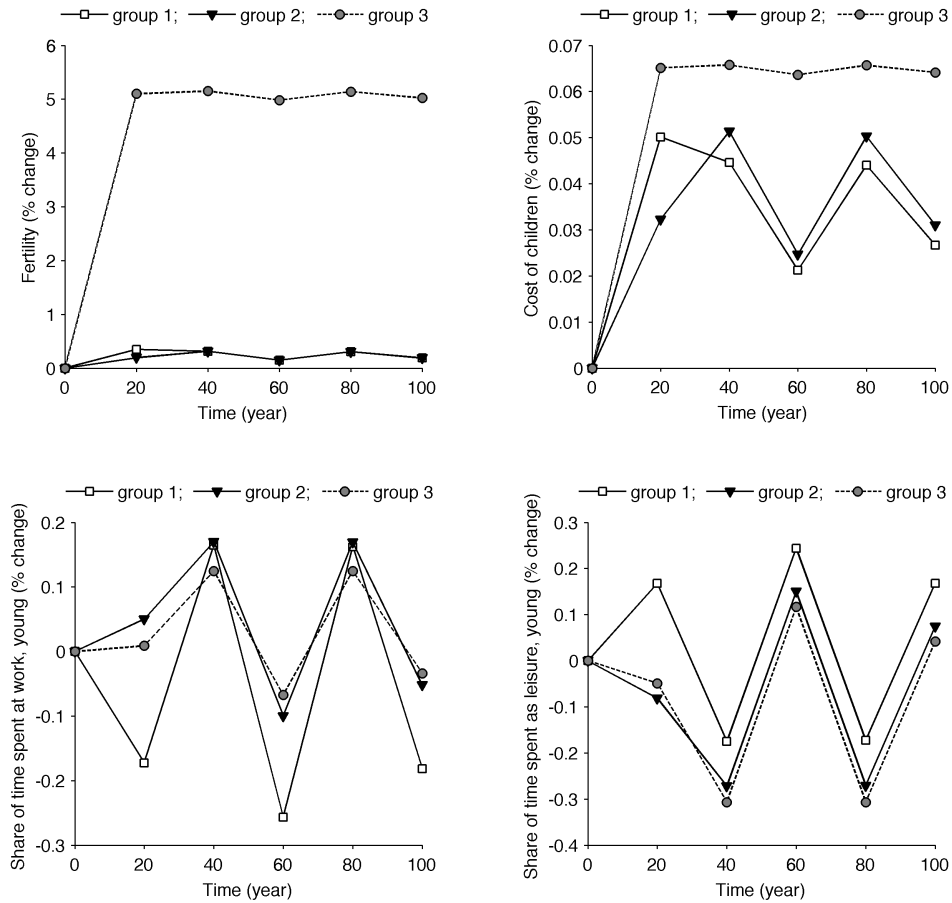 group 1; group 2; group 3
Fertility (% change)
6
5
4
3
2
1
0
0 20 40 60 80 100
Time (year)
group 1; group 2; group 3
Cost of children (% change)
0.07
0.06
0.05
0.04
0.03
0.02
0.01
0
0 20 40 60 80 100
Time (year)
group 1; group 2; group 3
Share of time spent at work, young (% change)
0.2
0.1
0
-0.1
-0.2
-0.3
0 20 40 60 80 100
Time (year)
group 1; group 2; group 3
Share of time spent as leisure, young (% change)
0.3
0.2
0.1
0
-0.1
-0.2
-0.3
-0.4
0 20 40 60 80 100
Time (year)